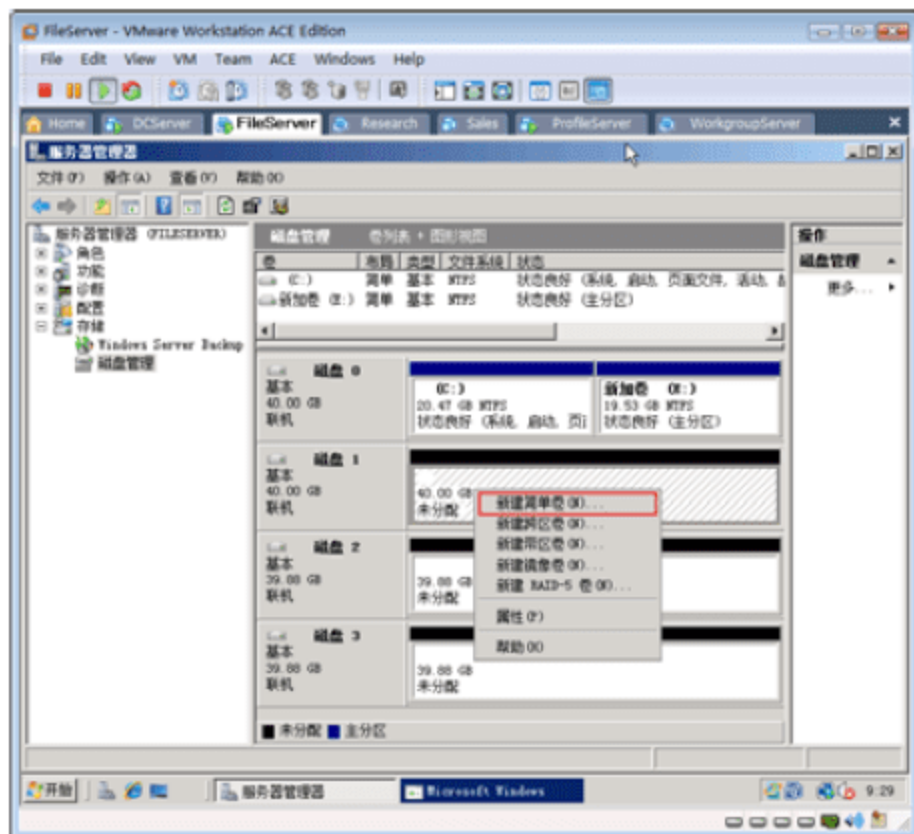 FileServer - VMware Workstation ACE Edition
File Edit View VM Team ACE Windows Help
Home DCServer FileServer Research Sales ProfileServer WorkgroupServer
服务器管理器
文件(F) 操作(A) 查看(V) 帮助(H)
服务器管理器 (FILESERVER)
角色
功能
诊断
配置
存储
Windows Server Backup
磁盘管理
磁盘管理 卷列表 + 图形视图
卷 布局 类型 文件系统 状态
(C:) 简单 基本 NTFS 状态良好 (系统, 启动, 页面文件, 活动,
新加卷 (E:) 简单 基本 NTFS 状态良好 (主分区)
磁盘 0
基本
40.00 GB
联机
(C:)
20.47 GB NTFS
状态良好 (系统, 启动, 页
新加卷 (E:)
19.53 GB NTFS
状态良好 (主分区)
磁盘 1
基本
40.00 GB
联机
40.00 GB
未分配
新建简单卷(N)...
新建跨区卷(N)...
新建带区卷(N)...
新建镜像卷(N)...
新建 RAID-5 卷(N)...
属性(P)
帮助(H)
磁盘 2
基本
39.88 GB
联机
39.88 GB
未分配
磁盘 3
基本
39.88 GB
联机
39.88 GB
未分配
未分配 主分区
操作
磁盘管理
更多...
开始 服务器管理器 Microsoft Windows 9:29